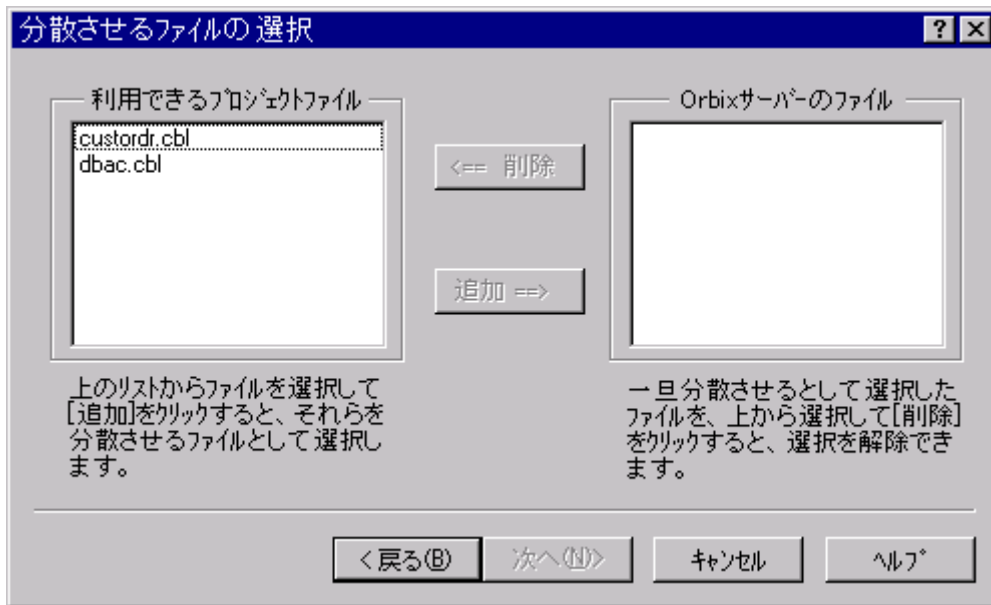 分散させるファイルの選択
利用できるプロジェクトファイル
custordr.cbl
dbac.cbl
<== 削除
追加 ==>
Orbixサーバーのファイル
上のリストからファイルを選択して
[追加]をクリックすると、それらを
分散させるファイルとして選択し
ます。
一旦分散させるとして選択した
ファイルを、上から選択して[削除]
をクリックすると、選択を解除でき
ます。
<戻る(B)
次へ(N)>
キャンセル
ヘルプ